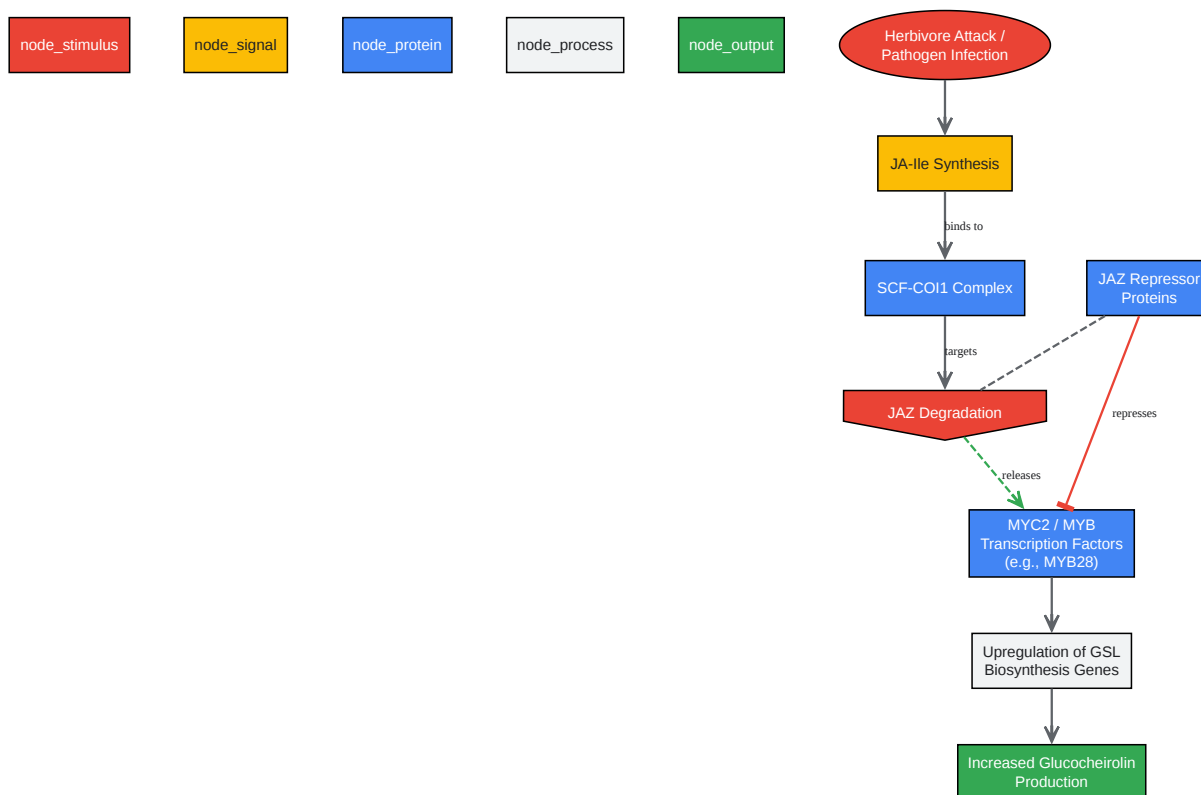 node_stimulus
node_signal
node_protein
node_process
node_output
Herbivore Attack /
Pathogen Infection
JA-Ile Synthesis
binds to
SCF-COI1 Complex
JAZ Repressor
Proteins
targets
JAZ Degradation
represses
releases
MYC2 / MYB
Transcription Factors
(e.g., MYB28)
Upregulation of GSL
Biosynthesis Genes
Increased Glucocheirolin
Production